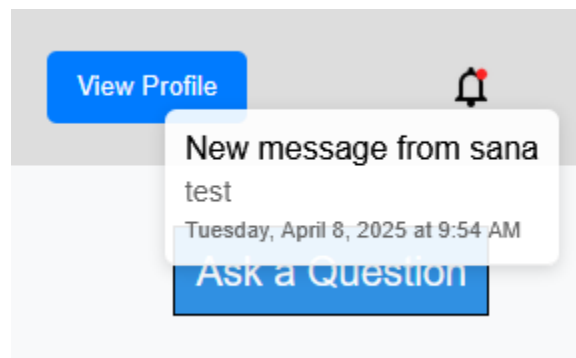 View Profile
New message from sana
test
Tuesday, April 8, 2025 at 9:54 AM
Ask a Question